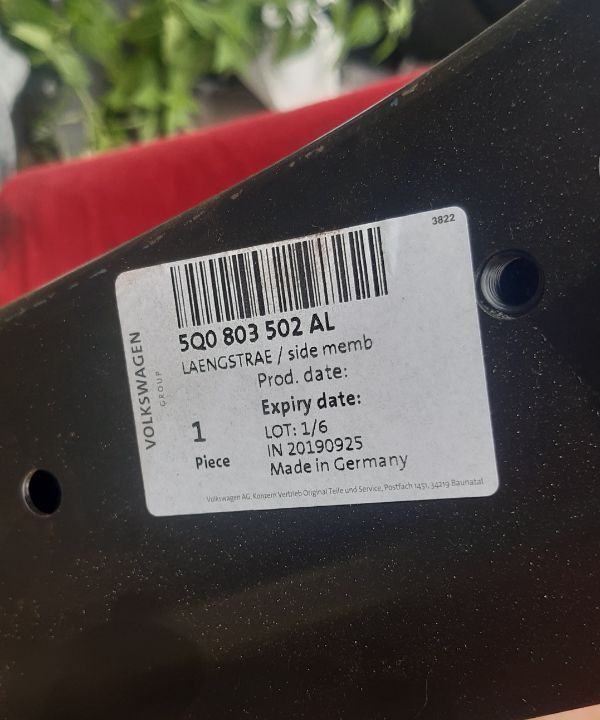 3822
5Q0 803 502 AL
LAENGSTRAE / side memb
Prod. date:
Expiry date:
1
Piece
LOT: 1/6
IN 20190925
Made in Germany
VOLKSWAGEN
GROUP
Volkswagen AG, Konzern Vertrieb Original Teile und Service, Postfach 1451, 34219 Baunatal